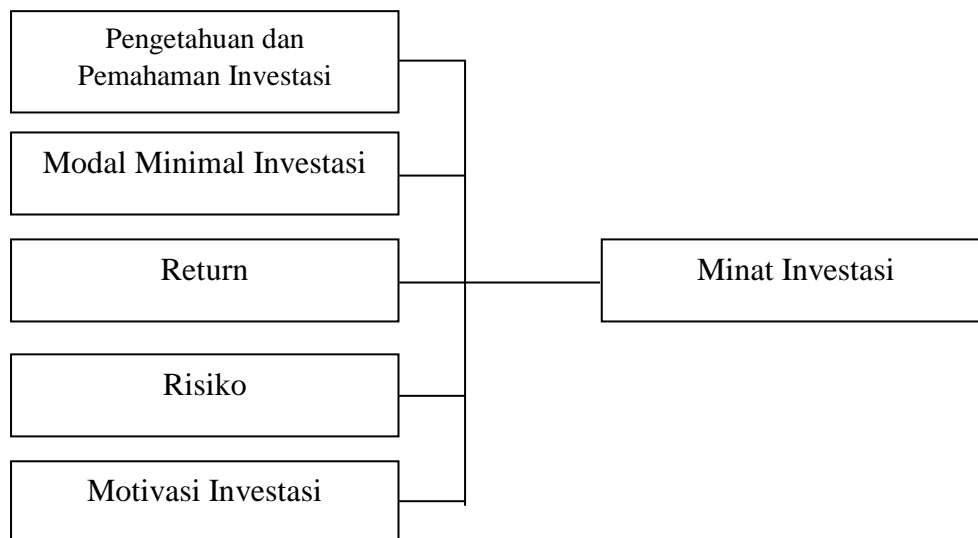 Pengetahuan dan
Pemahaman Investasi
Modal Minimal Investasi
Return
Minat Investasi
Risiko
Motivasi Investasi